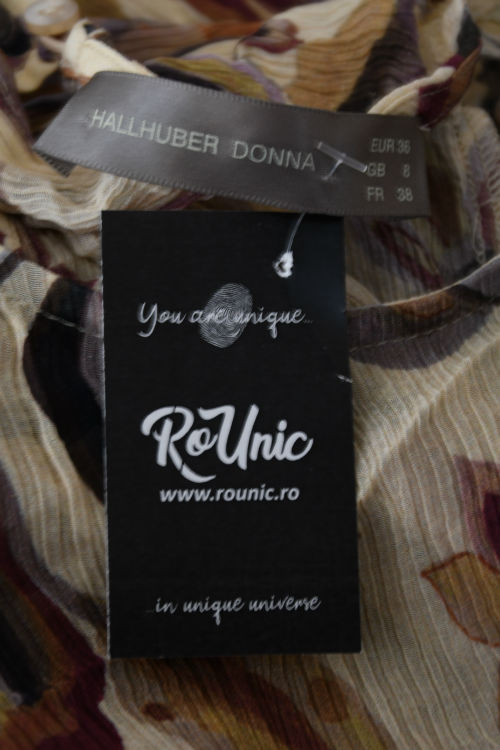 HALLHUBER DONNA
EUR 36
GB 8
FR 38
You are unique...
RoUnic
www.rounic.ro
...in unique universe